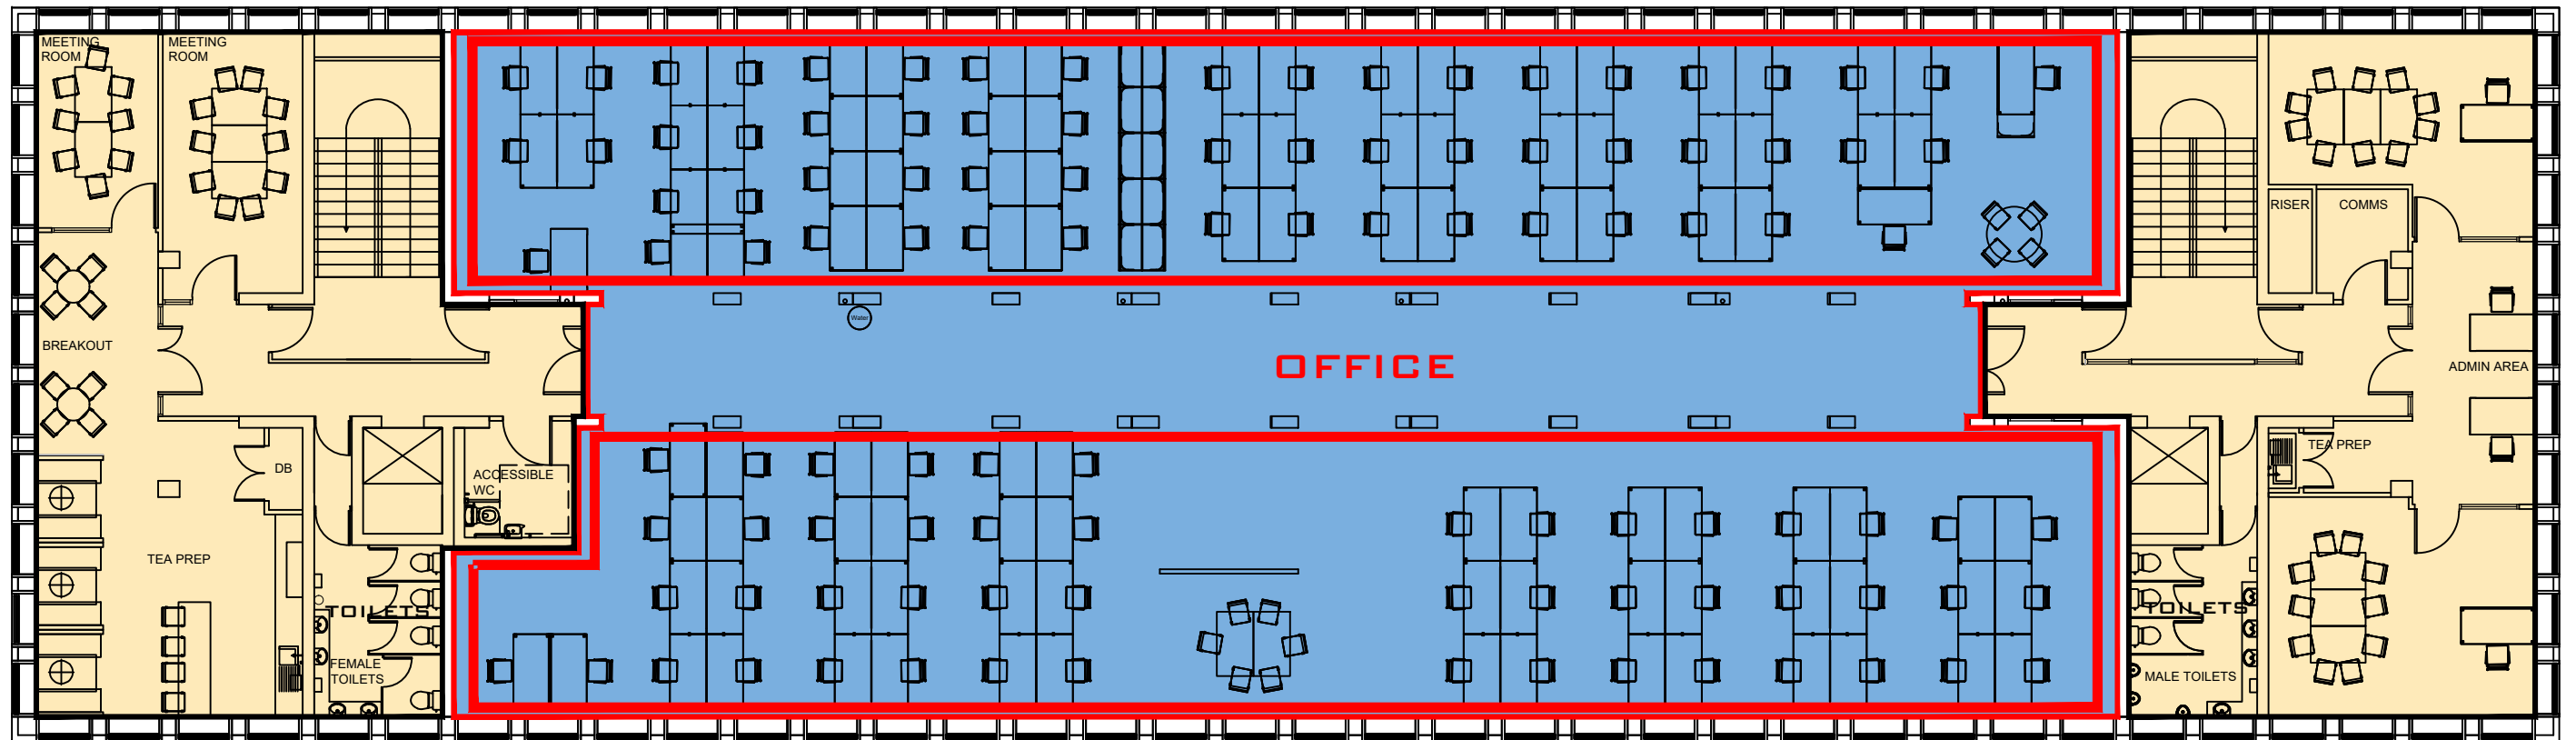 MEETING
ROOM
MEETING
ROOM
RISER
COMMS
Water
BREAKOUT
OFFICE
ADMIN AREA
DB
ACCESSIBLE
WC
TEA PREP
TEA PREP
TOILETS
FEMALE
TOILETS
TOILETS
MALE TOILETS